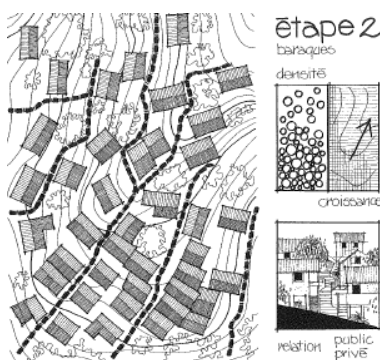 étape 2
baraques
densité
croissance
relation public
privé